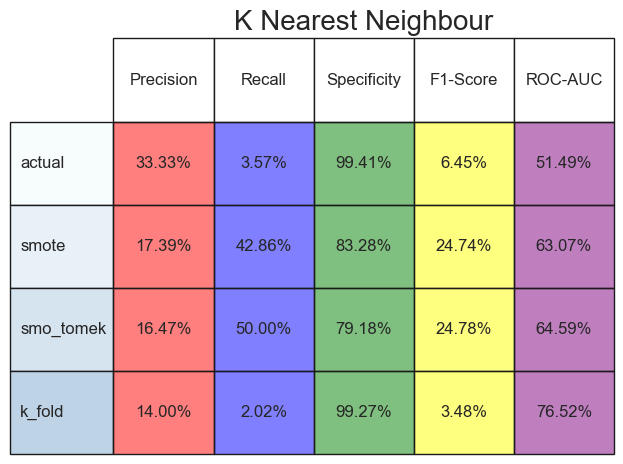 K Nearest Neighbour
Precision Recall Specificity F1-Score ROC-AUC
actual 33.33% 3.57% 99.41% 6.45% 51.49%
smote 17.39% 42.86% 83.28% 24.74% 63.07%
smo_tomek 16.47% 50.00% 79.18% 24.78% 64.59%
k_fold 14.00% 2.02% 99.27% 3.48% 76.52%